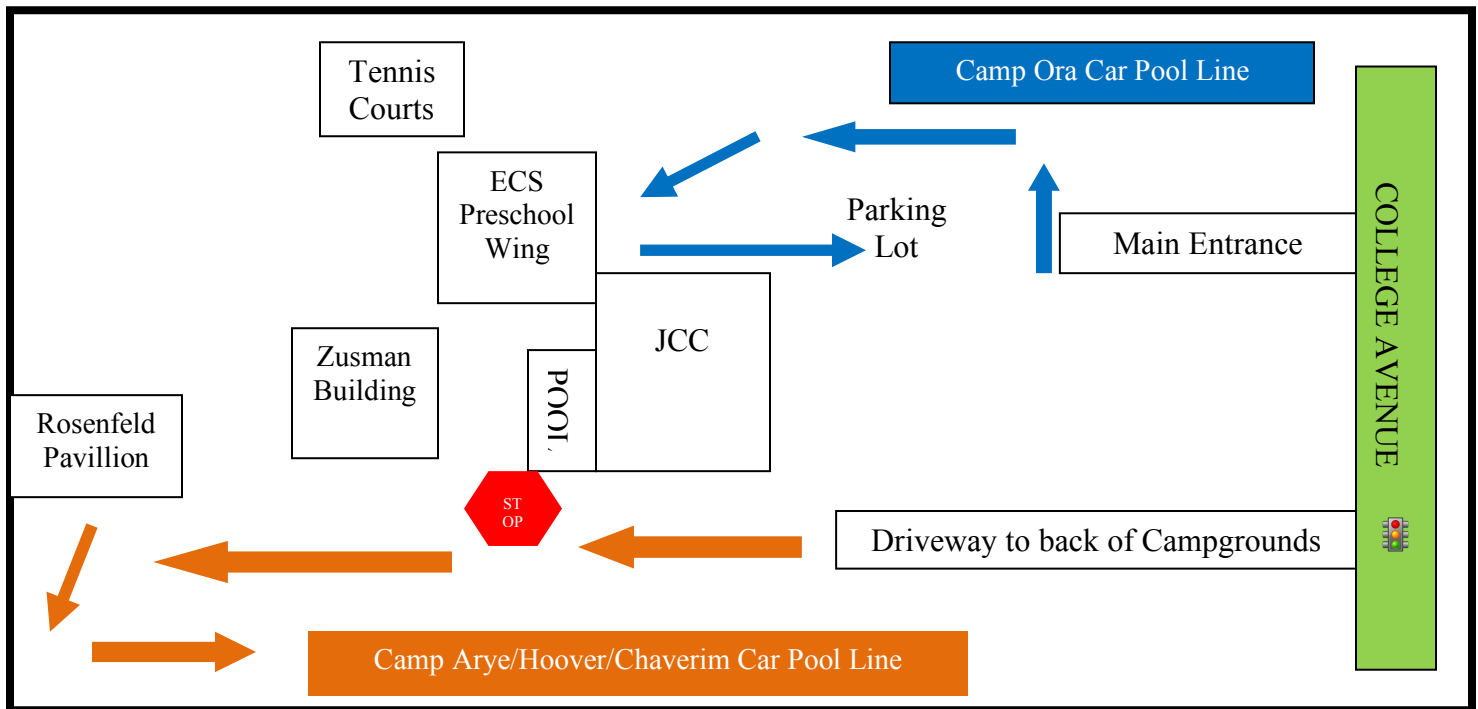 Tennis
Courts
Camp Ora Car Pool Line
ECS
Preschool
Wing
Parking
Lot
Main Entrance
COLLEGE AVENUE
JCC
Zusman
Building
POOL
Rosenfeld
Pavillion
ST
OP
Driveway to back of Campgrounds
Camp Arye/Hoover/Chaverim Car Pool Line